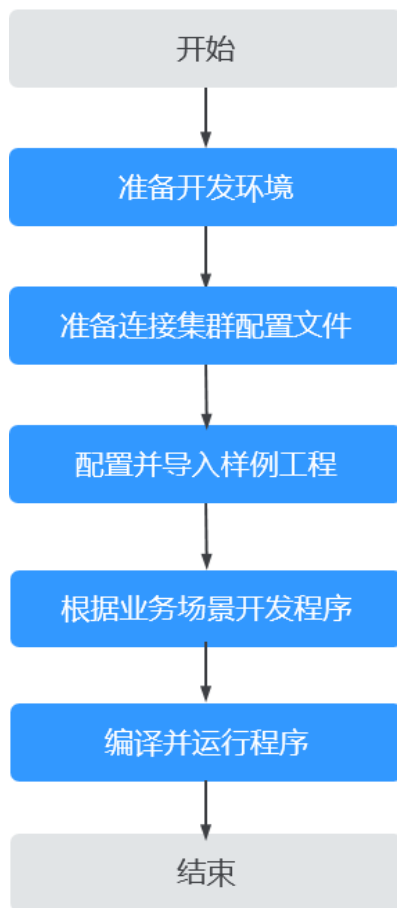 开始
准备开发环境
准备连接集群配置文件
配置并导入样例工程
根据业务场景开发程序
编译并运行程序
结束